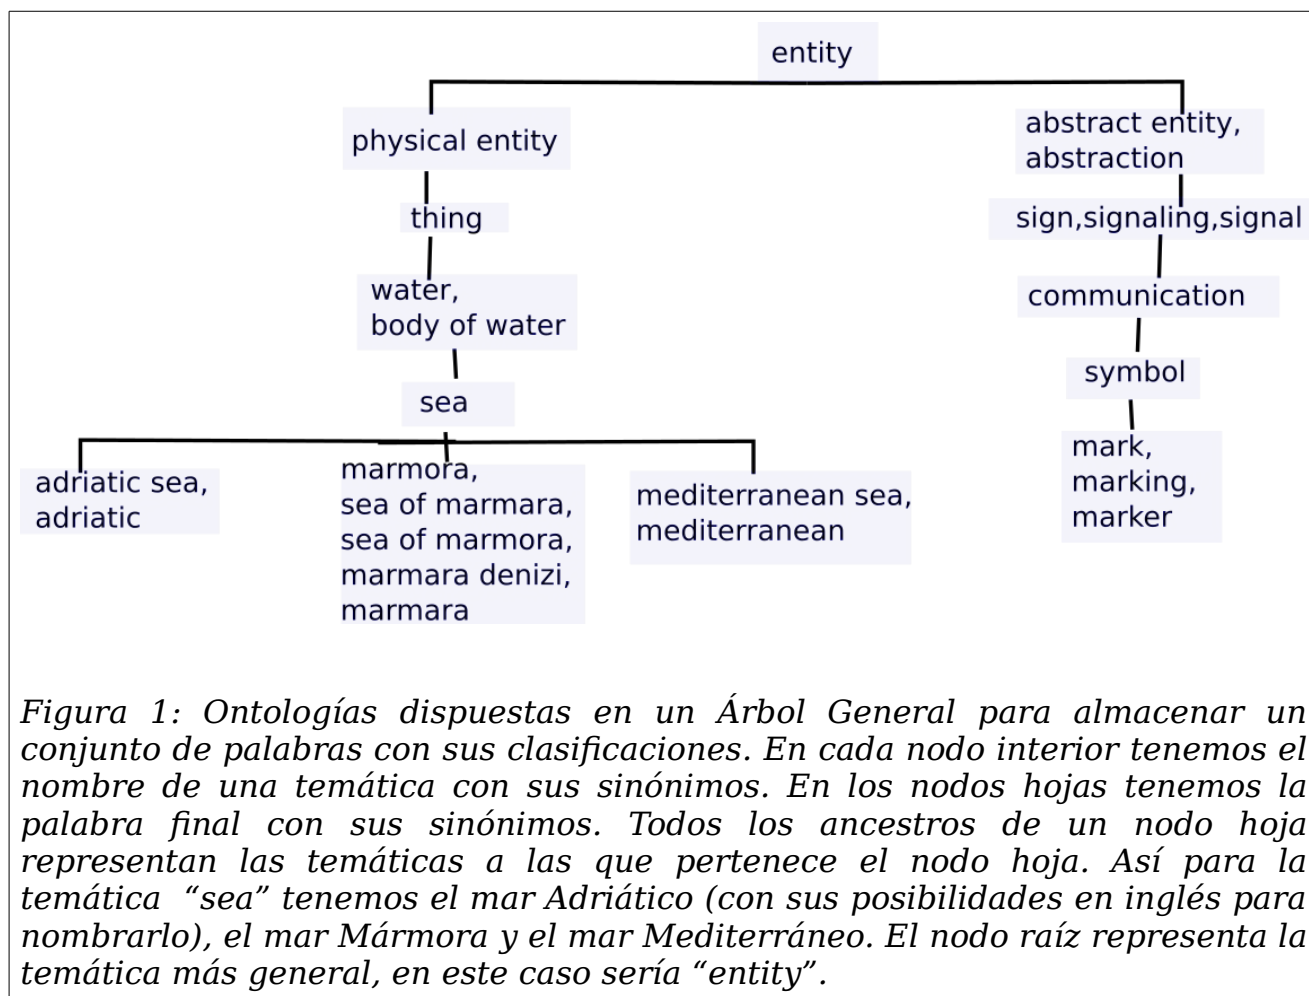 entity
physical entity
abstract entity,
abstraction
thing
sign,signaling,signal
water,
body of water
communication
symbol
sea
mark,
marking,
marker
adriatic sea,
adriatic
marmora,
sea of marmara,
sea of marmora,
marmara denizi,
marmara
mediterranean sea,
mediterranean
Figura 1: Ontologías dispuestas en un Árbol General para almacenar un
conjunto de palabras con sus clasificaciones. En cada nodo interior tenemos el
nombre de una temática con sus sinónimos. En los nodos hojas tenemos la
palabra final con sus sinónimos. Todos los ancestros de un nodo hoja
representan las temáticas a las que pertenece el nodo hoja. Así para la
temática “sea” tenemos el mar Adriático (con sus posibilidades en inglés para
nombrarlo), el mar Mármora y el mar Mediterráneo. El nodo raíz representa la
temática más general, en este caso sería “entity”.